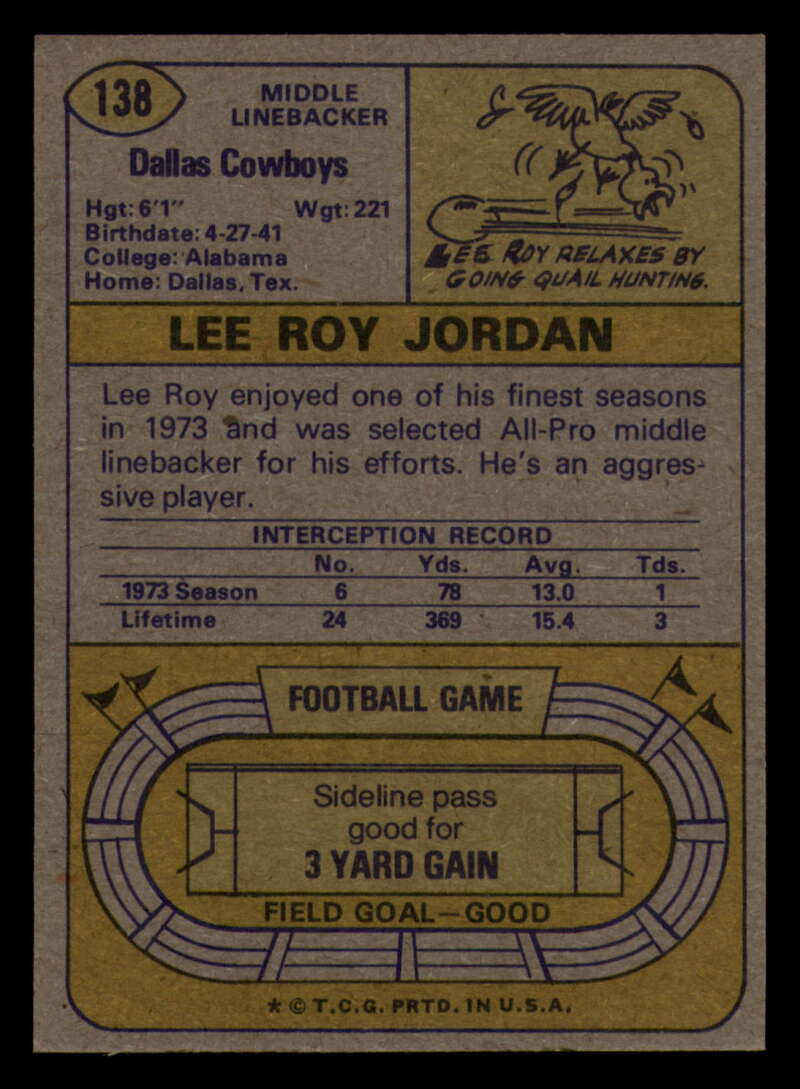 138
MIDDLE
LINEBACKER
Dallas Cowboys
Hgt: 6'1" Wgt: 221
Birthdate: 4-27-41
College: Alabama
Home: Dallas, Tex.
LEE ROY RELAXES BY
GOING QUAIL HUNTING.
LEE ROY JORDAN
Lee Roy enjoyed one of his finest seasons
in 1973 and was selected All-Pro middle
linebacker for his efforts. He's an aggres-
sive player.
INTERCEPTION RECORD
No. Yds. Avg. Tds.
1973 Season 6 78 13.0 1
Lifetime 24 369 15.4 3
FOOTBALL GAME
Sideline pass
good for
3 YARD GAIN
FIELD GOAL—GOOD
* © T.C.G. PRTD. IN U.S.A.